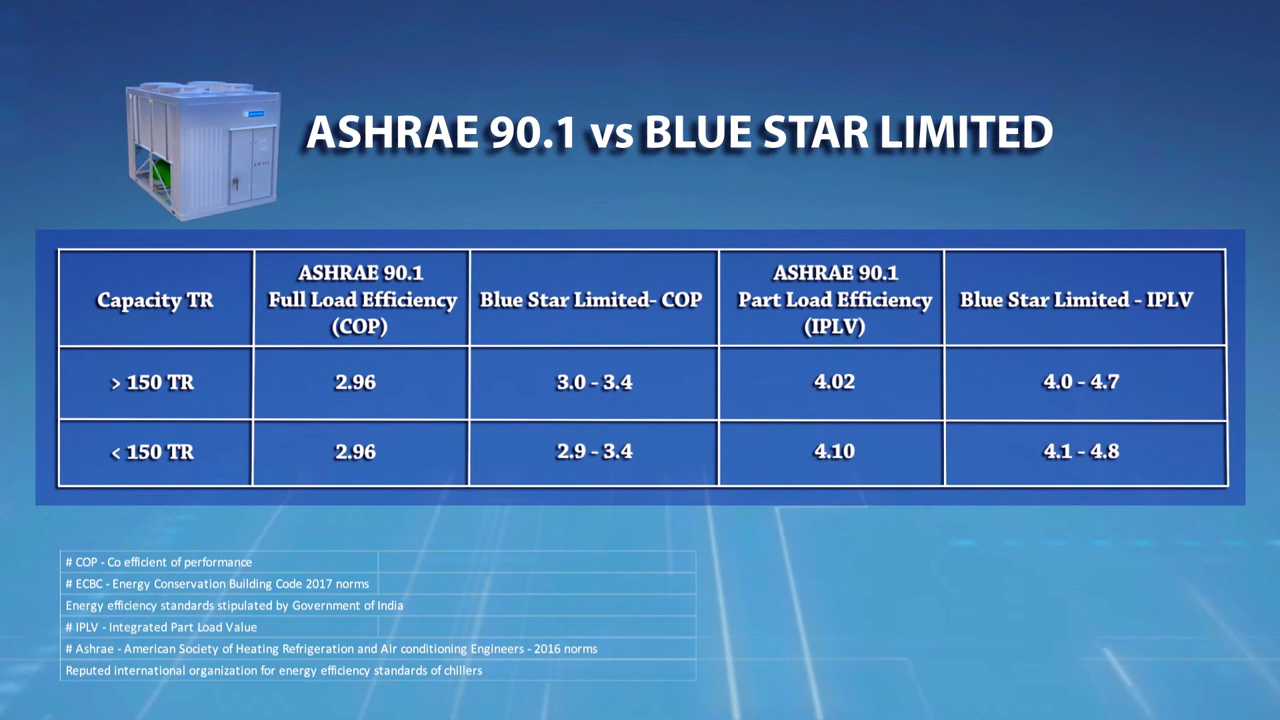 ASHRAE 90.1 vs BLUE STAR LIMITED
Capacity TR
ASHRAE 90.1
Full Load Efficiency
(COP)
Blue Star Limited- COP
ASHRAE 90.1
Part Load Efficiency
(IPLV)
Blue Star Limited - IPLV
> 150 TR
2.96
3.0 - 3.4
4.02
4.0 - 4.7
< 150 TR
2.96
2.9 - 3.4
4.10
4.1 - 4.8
# COP - Co efficient of performance
# ECBC - Energy Conservation Building Code 2017 norms
Energy efficiency standards stipulated by Government of India
# IPLV - Integrated Part Load Value
# Ashrae - American Society of Heating Refrigeration and Air conditioning Engineers - 2016 norms
Reputed international organization for energy efficiency standards of chillers